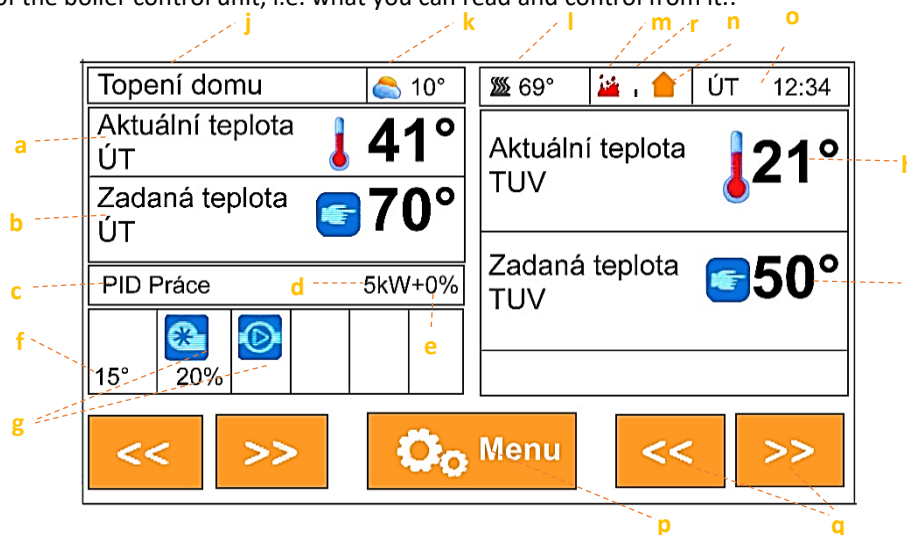 of the boiler control unit, i.e. what you can read and control from it..
j k l m r n o
Topení domu 10° 69° ÚT 12:34
a Aktuální teplota
ÚT 41°
b Zadaná teplota
ÚT 70°
c PID Práce d 5kW+0%
e
f 15° 20%
g
Aktuální teplota
TUV 21° h
Zadaná teplota
TUV 50°
<< >> Menu << >>
p q